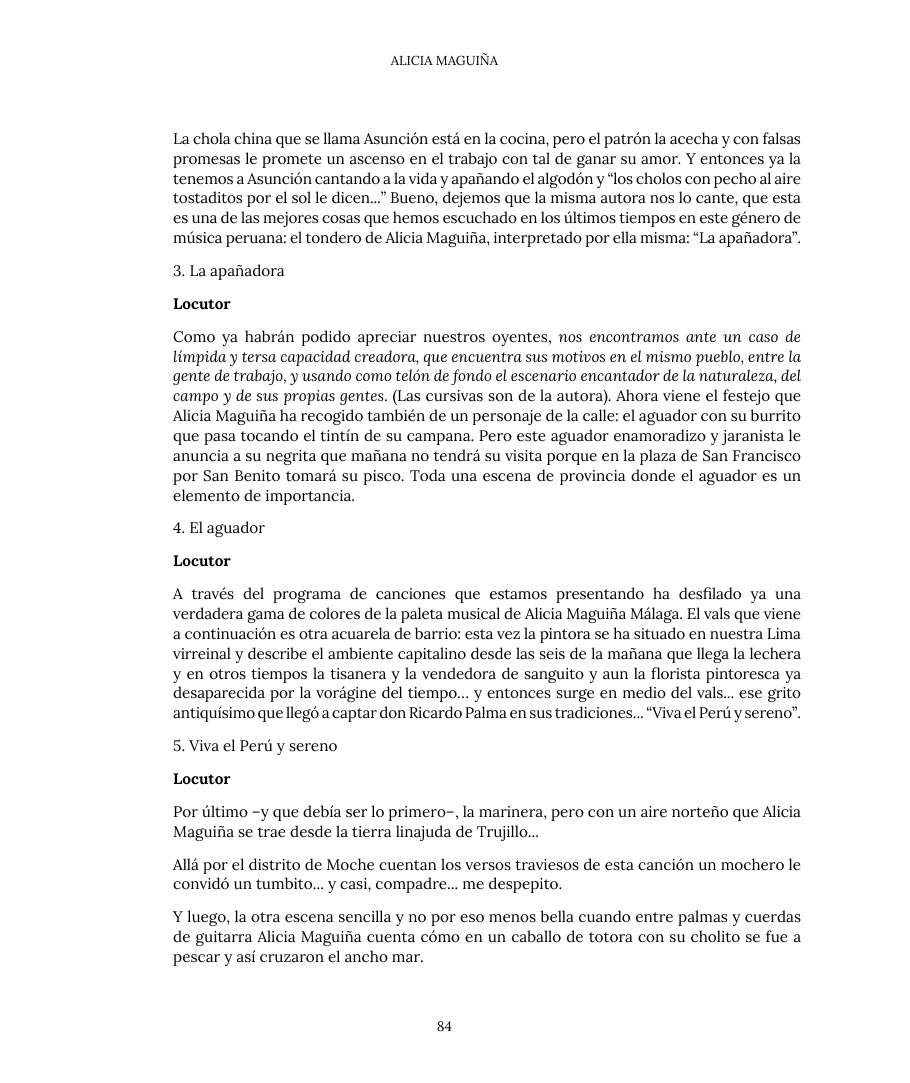 ALICIA MAGUIÑA
La chola china que se llama Asunción está en la cocina, pero el patrón la acecha y con falsas
promesas le promete un ascenso en el trabajo con tal de ganar su amor. Y entonces ya la
tenemos a Asunción cantando a la vida y apañando el algodón y “los cholos con pecho al aire
tostaditos por el sol le dicen...” Bueno, dejemos que la misma autora nos lo cante, que esta
es una de las mejores cosas que hemos escuchado en los últimos tiempos en este género de
música peruana: el tondero de Alicia Maguiña, interpretado por ella misma: “La apañadora”.
3. La apañadora
Locutor
Como ya habrán podido apreciar nuestros oyentes, nos encontramos ante un caso de
límpida y tersa capacidad creadora, que encuentra sus motivos en el mismo pueblo, entre la
gente de trabajo, y usando como telón de fondo el escenario encantador de la naturaleza, del
campo y de sus propias gentes. (Las cursivas son de la autora). Ahora viene el festejo que
Alicia Maguiña ha recogido también de un personaje de la calle: el aguador con su burrito
que pasa tocando el tintín de su campana. Pero este aguador enamoradizo y jaranista le
anuncia a su negrita que mañana no tendrá su visita porque en la plaza de San Francisco
por San Benito tomará su pisco. Toda una escena de provincia donde el aguador es un
elemento de importancia.
4. El aguador
Locutor
A través del programa de canciones que estamos presentando ha desfilado ya una
verdadera gama de colores de la paleta musical de Alicia Maguiña Málaga. El vals que viene
a continuación es otra acuarela de barrio: esta vez la pintora se ha situado en nuestra Lima
virreinal y describe el ambiente capitalino desde las seis de la mañana que llega la lechera
y en otros tiempos la tisanera y la vendedora de sanguito y aun la florista pintoresca ya
desaparecida por la vorágine del tiempo... y entonces surge en medio del vals... ese grito
antiquísimo que llegó a captar don Ricardo Palma en sus tradiciones... “Viva el Perú y sereno”.
5. Viva el Perú y sereno
Locutor
Por último –y que debía ser lo primero–, la marinera, pero con un aire norteño que Alicia
Maguiña se trae desde la tierra linajuda de Trujillo...
Allá por el distrito de Moche cuentan los versos traviesos de esta canción un mochero le
convidó un tumbito... y casi, compadre... me despepito.
Y luego, la otra escena sencilla y no por eso menos bella cuando entre palmas y cuerdas
de guitarra Alicia Maguiña cuenta cómo en un caballo de totora con su cholito se fue a
pescar y así cruzaron el ancho mar.
84